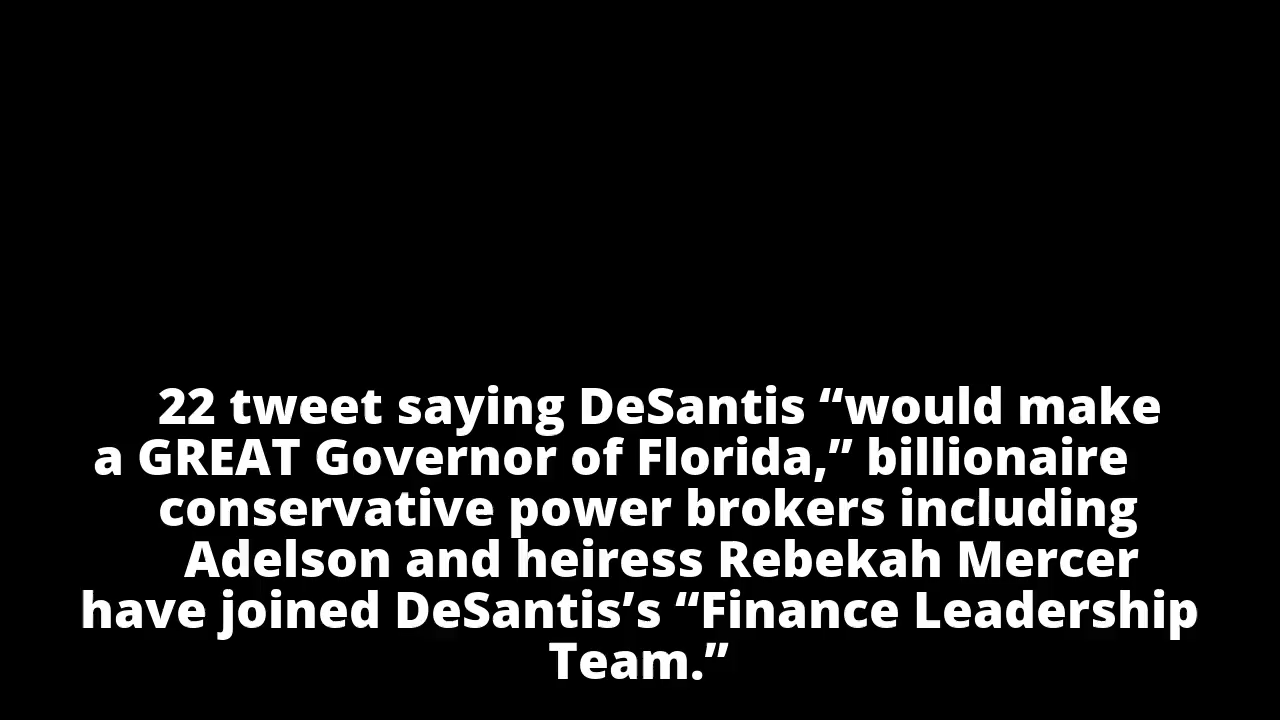 22 tweet saying DeSantis “would make
a GREAT Governor of Florida,” billionaire
conservative power brokers including
Adelson and heiress Rebekah Mercer
have joined DeSantis’s “Finance Leadership
Team.”